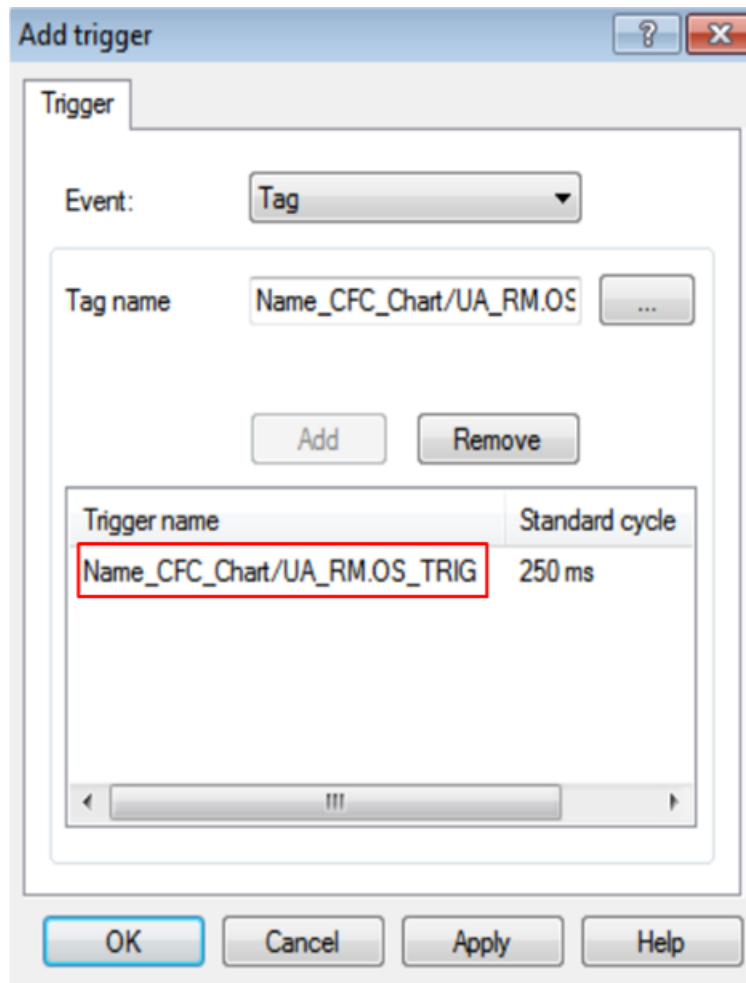 Add trigger
?
Trigger
Event: Tag
Tag name Name_CFC_Chart/UA_RM.OS ...
Add Remove
Trigger name Standard cycle
Name_CFC_Chart/UA_RM.OS_TRIG 250 ms
OK Cancel Apply Help